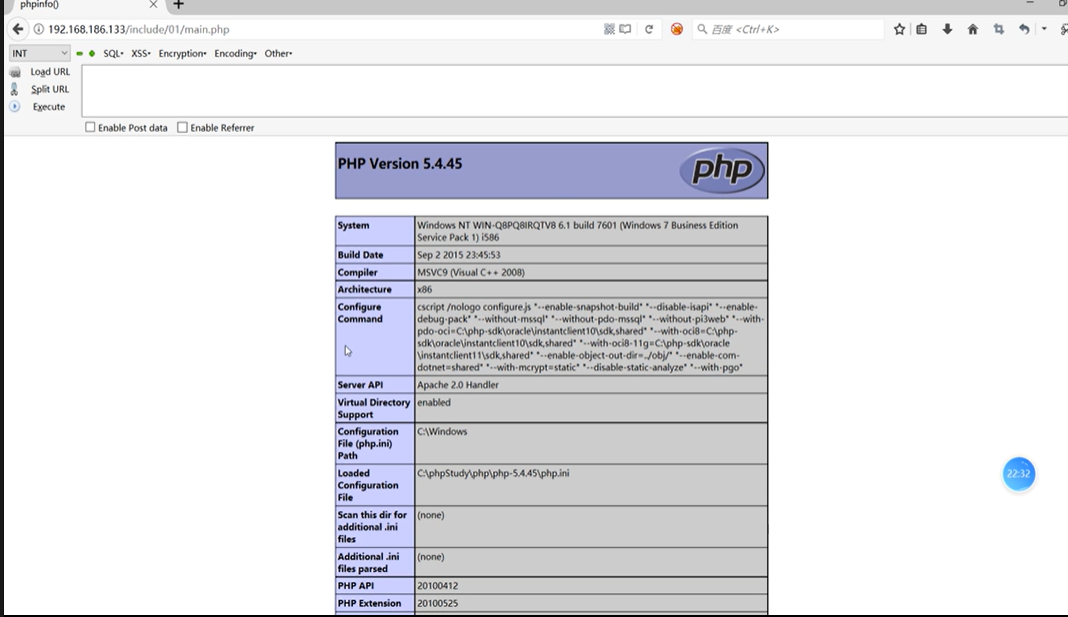 phpinfo()
192.168.186.133/include/01/main.php
百度 <Ctrl+K>
INT
SQL▾ XSS▾ Encryption▾ Encoding▾ Other▾
Load URL
Split URL
Execute
Enable Post data Enable Referrer
PHP Version 5.4.45
php
System Windows NT WIN-Q8PQ8IRQTV8 6.1 build 7601 (Windows 7 Business Edition
Service Pack 1) i586
Build Date Sep 2 2015 23:45:53
Compiler MSVC9 (Visual C++ 2008)
Architecture x86
Configure
Command
cscript /nologo configure.js "--enable-snapshot-build" "--disable-isapi" "--enable-
debug-pack" "--without-mssql" "--without-pdo-mssql" "--without-pi3web" "--with-
pdo-oci=C:\php-sdk\oracle\instantclient10\sdk,shared" "--with-oci8=C:\php-
sdk\oracle\instantclient10\sdk,shared" "--with-oci8-11g=C:\php-sdk\oracle
\instantclient11\sdk,shared" "--enable-object-out-dir=../obj/" "--enable-com-
dotnet=shared" "--with-mcrypt=static" "--disable-static-analyze" "--with-pgo"
Server API Apache 2.0 Handler
Virtual Directory
Support
enabled
Configuration
File (php.ini)
Path
C:\Windows
Loaded
Configuration
File
C:\phpStudy\php\php-5.4.45\php.ini
Scan this dir for
additional .ini
files
(none)
Additional .ini
files parsed
(none)
PHP API 20100412
PHP Extension 20100525
22:32